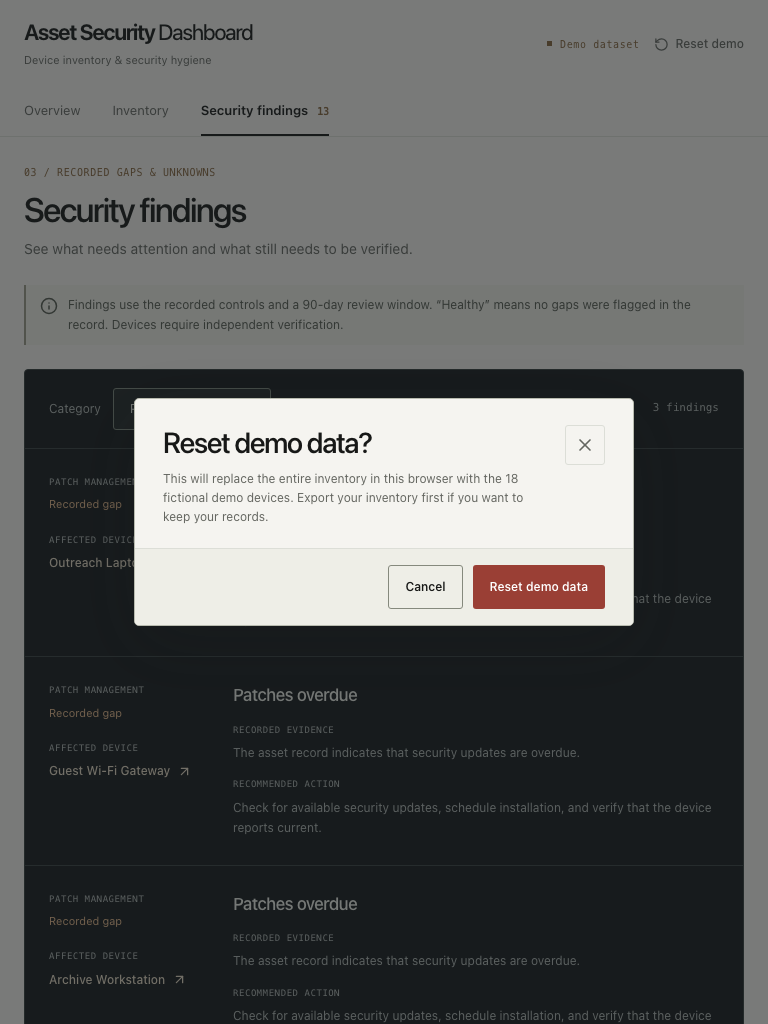 Asset Security Dashboard
Device inventory & security hygiene
Demo dataset
Reset demo
Overview
Inventory
Security findings 13
03 / RECORDED GAPS & UNKNOWNS
Security findings
See what needs attention and what still needs to be verified.
Findings use the recorded controls and a 90-day review window. “Healthy” means no gaps were flagged in the
record. Devices require independent verification.
Category
3 findings
PATCH
Recorded gap
AFFECTED
Outreach
Reset demo data?
This will replace the entire inventory in this browser with the 18
fictional demo devices. Export your inventory first if you want to
keep your records.
Cancel
Reset demo data
the device
PATCH MANAGEMENT
Recorded gap
AFFECTED DEVICE
Guest Wi-Fi Gateway
Patches overdue
RECORDED EVIDENCE
The asset record indicates that security updates are overdue.
RECOMMENDED ACTION
Check for available security updates, schedule installation, and verify that the device
reports current.
PATCH MANAGEMENT
Recorded gap
AFFECTED DEVICE
Archive Workstation
Patches overdue
RECORDED EVIDENCE
The asset record indicates that security updates are overdue.
RECOMMENDED ACTION
Check for available security updates, schedule installation, and verify that the device